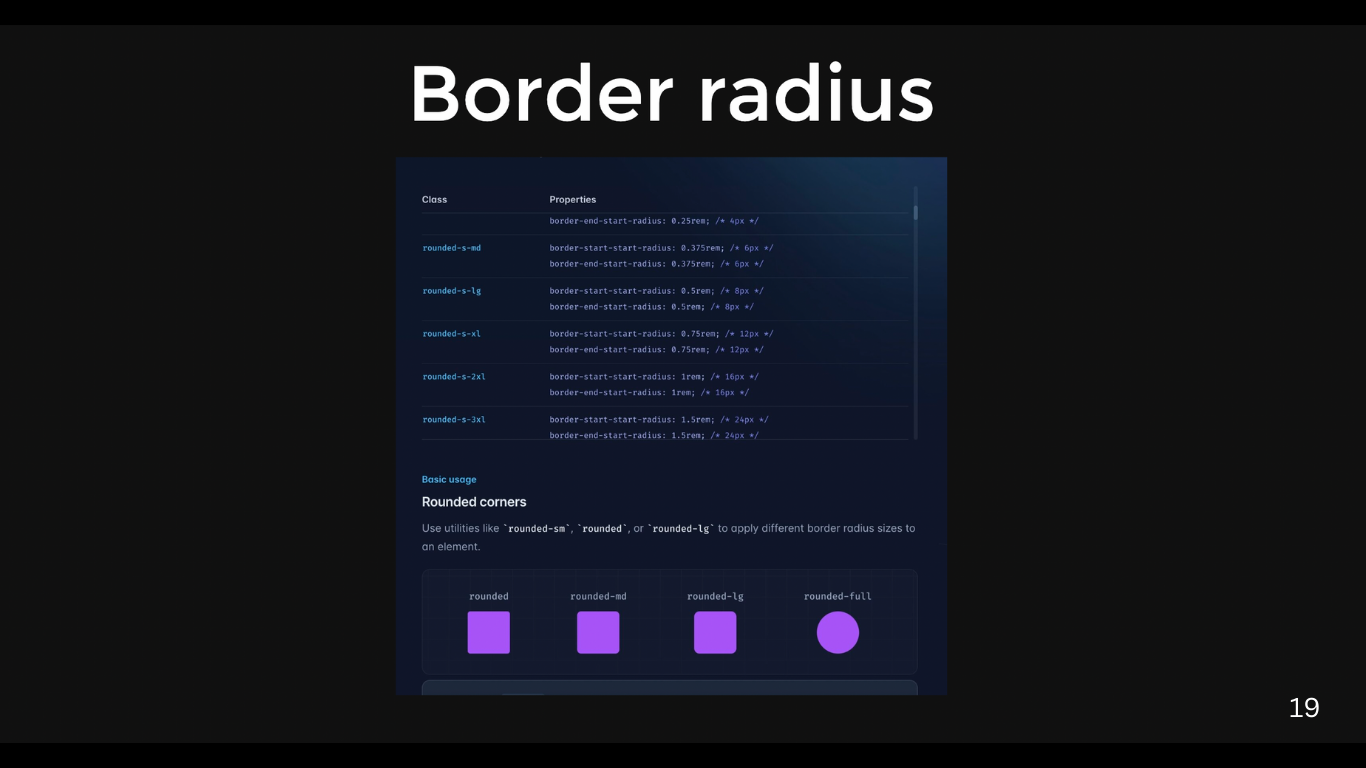 Border radius
Class Properties
border-end-start-radius: 0.25rem; /* 4px */
rounded-s-md border-start-start-radius: 0.375rem; /* 6px */
border-end-start-radius: 0.375rem; /* 6px */
rounded-s-lg border-start-start-radius: 0.5rem; /* 8px */
border-end-start-radius: 0.5rem; /* 8px */
rounded-s-xl border-start-start-radius: 0.75rem; /* 12px */
border-end-start-radius: 0.75rem; /* 12px */
rounded-s-2xl border-start-start-radius: 1rem; /* 16px */
border-end-start-radius: 1rem; /* 16px */
rounded-s-3xl border-start-start-radius: 1.5rem; /* 24px */
border-end-start-radius: 1.5rem; /* 24px */
Basic usage
Rounded corners
Use utilities like `rounded-sm`, `rounded`, or `rounded-lg` to apply different border radius sizes to
an element.
rounded rounded-md rounded-lg rounded-full
19